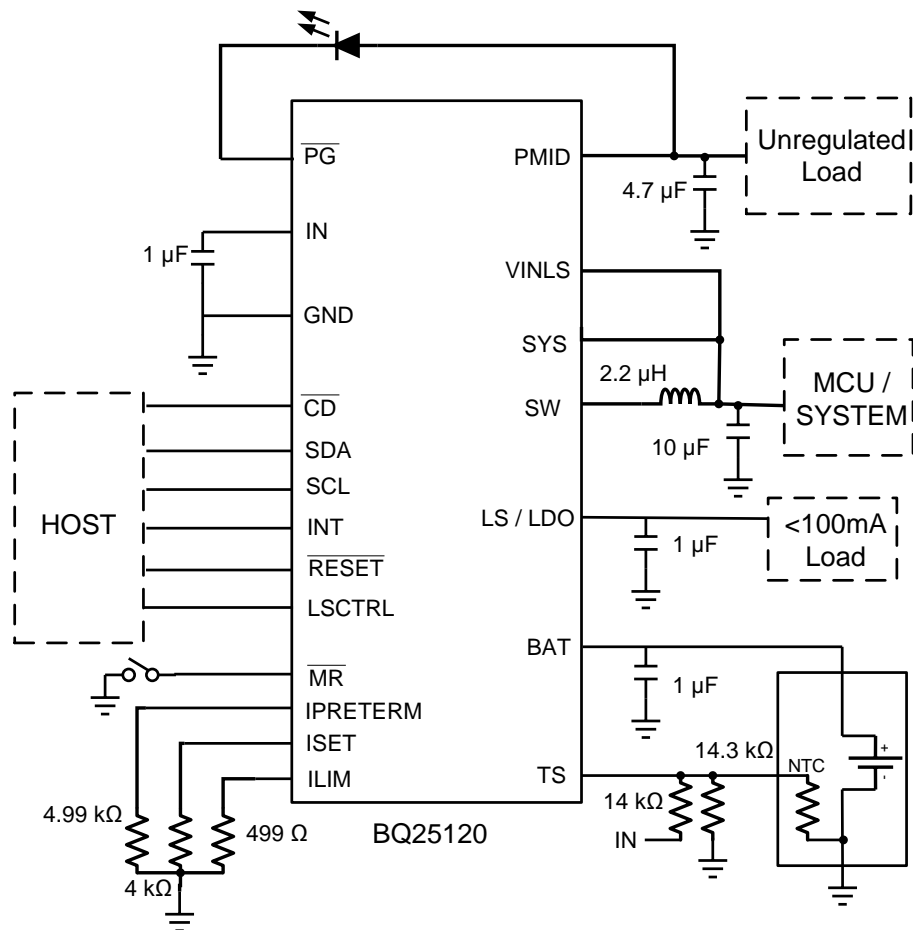 PG
PMID
Unregulated
Load
4.7 µF
IN
1 µF
VINLS
GND
SYS
2.2 µH
MCU /
SYSTEM
CD
SW
10 µF
SDA
SCL
HOST
INT
LS / LDO
<100mA
Load
1 µF
RESET
LSCTRL
BAT
MR
1 µF
IPRETERM
ISET
14.3 kΩ
+
-
NTC
ILIM
TS
4.99 kΩ
499 Ω
14 kΩ
IN
BQ25120
4 kΩ